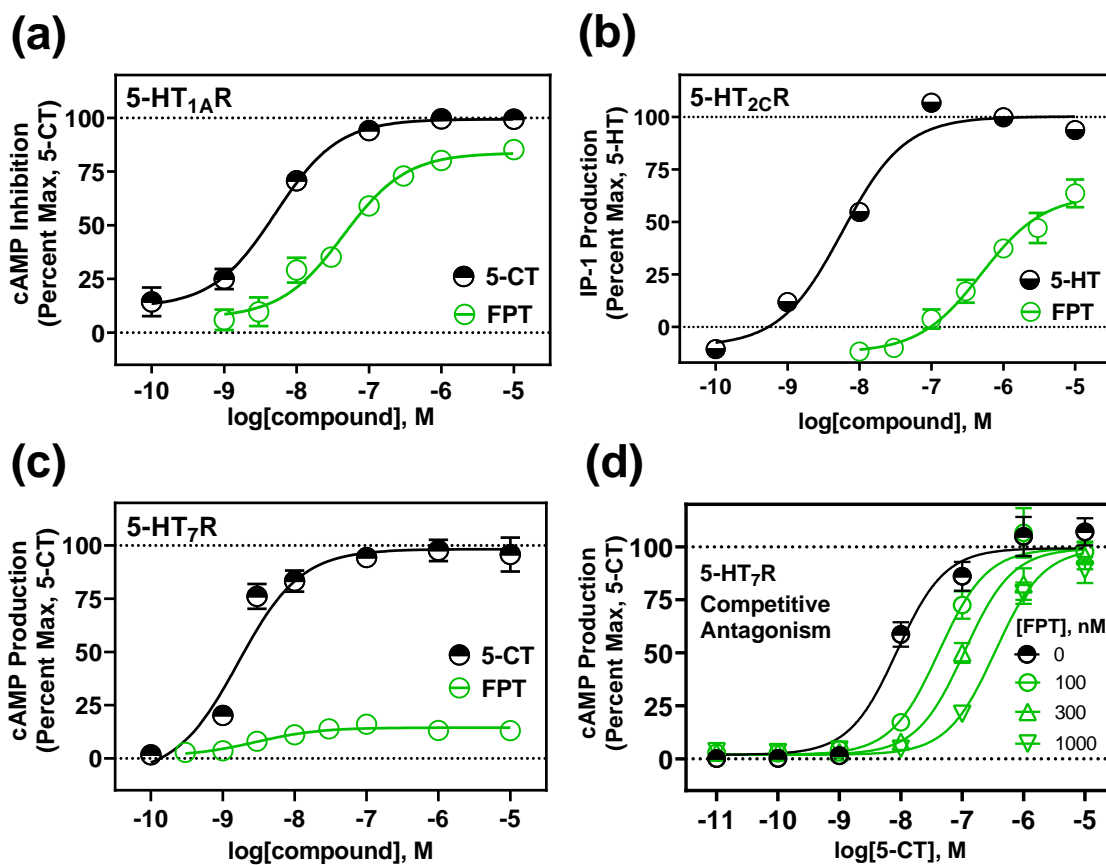 (a)
5-HT1AR
cAMP Inhibition
(Percent Max, 5-CT)
100
75
50
25
0
5-CT
FPT
-10 -9 -8 -7 -6 -5
log[compound], M
(b)
5-HT2CR
IP-1 Production
(Percent Max, 5-HT)
100
75
50
25
0
5-HT
FPT
-10 -9 -8 -7 -6 -5
log[compound], M
(c)
5-HT7R
cAMP Production
(Percent Max, 5-CT)
100
75
50
25
0
5-CT
FPT
-10 -9 -8 -7 -6 -5
log[compound], M
(d)
cAMP Production
(Percent Max, 5-CT)
100
75
50
25
0
5-HT7R
Competitive
Antagonism
[FPT], nM
0
100
300
1000
-11 -10 -9 -8 -7 -6 -5
log[5-CT], M